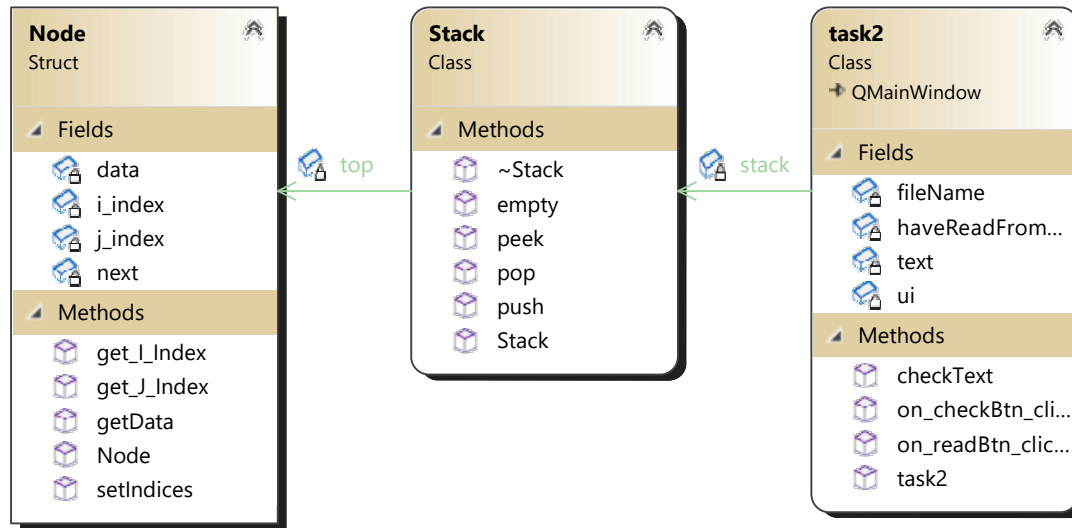 Node
Struct
Fields
data
i_index
j_index
next
Methods
get_I_Index
get_J_Index
getData
Node
setIndices
top
Stack
Class
Methods
~Stack
empty
peek
pop
push
Stack
stack
task2
Class
QMainWindow
Fields
fileName
haveReadFrom...
text
ui
Methods
checkText
on_checkBtn_cli...
on_readBtn_clic...
task2